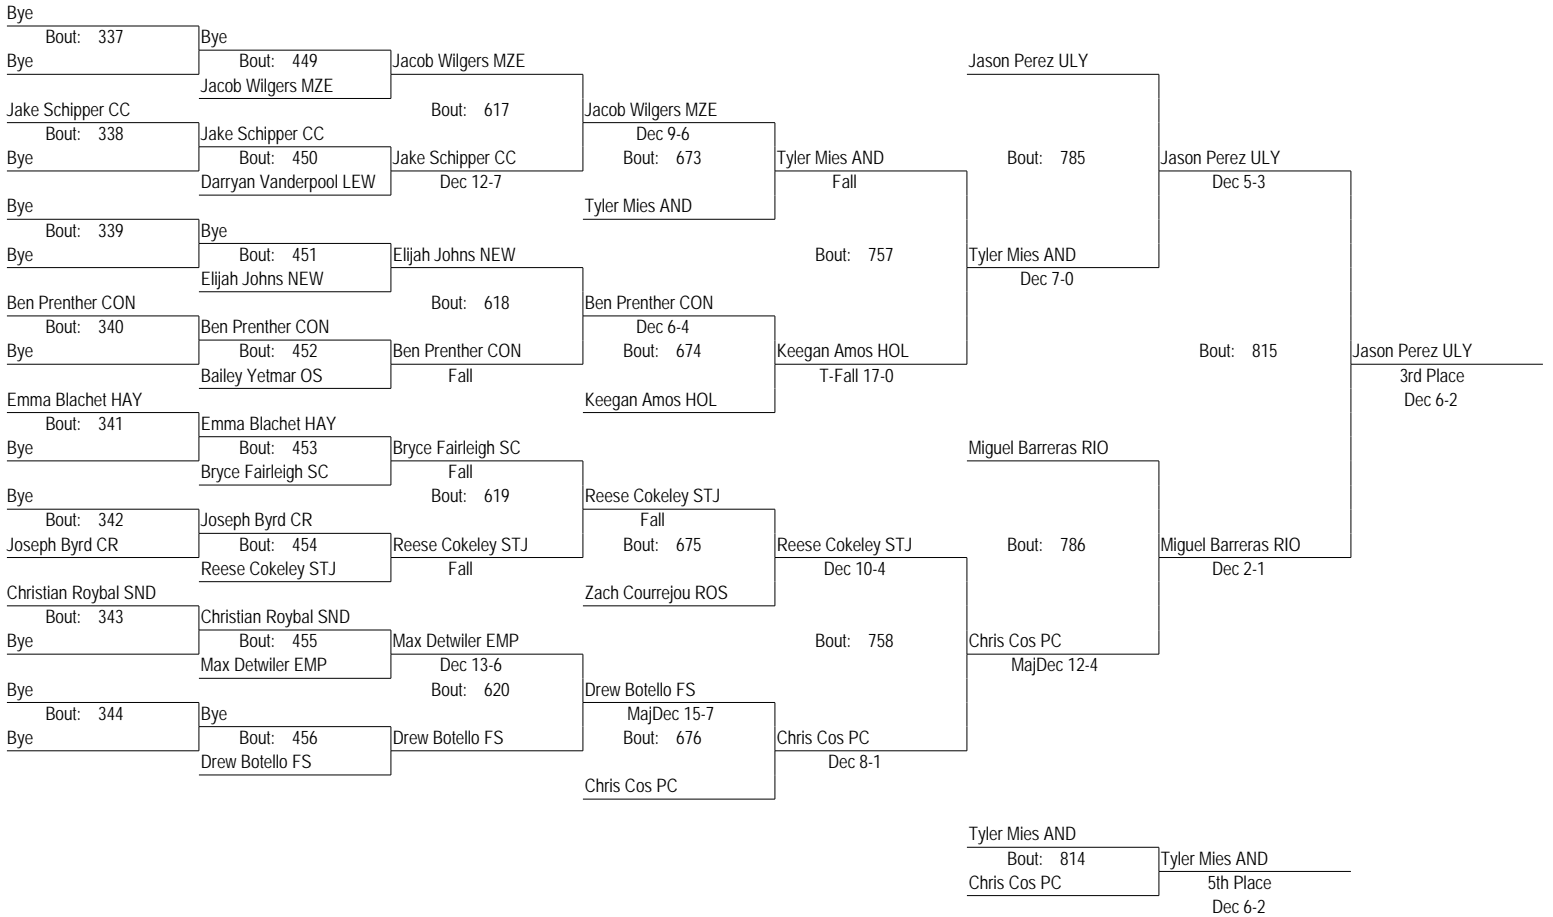 Bye
Bout: 337 Bye
Bye Bout: 449 Jacob Wilgers MZE Jason Perez ULY
Jacob Wilgers MZE
Jake Schipper CC Bout: 617 Jacob Wilgers MZE
Bout: 338 Jake Schipper CC Dec 9-6
Bye Bout: 450 Jake Schipper CC Bout: 673 Tyler Mies AND Bout: 785 Jason Perez ULY
Darryan Vanderpool LEW Dec 12-7 Fall Dec 5-3
Bye Tyler Mies AND
Bout: 339 Bye
Bye Bout: 451 Elijah Johns NEW Bout: 757 Tyler Mies AND
Elijah Johns NEW Dec 7-0
Ben Prenther CON Bout: 618 Ben Prenther CON
Bout: 340 Ben Prenther CON Dec 6-4
Bye Bout: 452 Ben Prenther CON Bout: 674 Keegan Amos HOL Bout: 815 Jason Perez ULY
Bailey Yetmar OS Fall T-Fall 17-0 3rd Place
Emma Blachet HAY Keegan Amos HOL Dec 6-2
Bout: 341 Emma Blachet HAY
Bye Bout: 453 Bryce Fairleigh SC Miguel Barreras RIO
Bryce Fairleigh SC Fall
Bye Bout: 619 Reese Cokeley STJ
Bout: 342 Joseph Byrd CR Fall
Joseph Byrd CR Bout: 454 Reese Cokeley STJ Bout: 675 Reese Cokeley STJ Bout: 786 Miguel Barreras RIO
Reese Cokeley STJ Fall Dec 10-4 Dec 2-1
Christian Roybal SND Zach Courrejou ROS
Bout: 343 Christian Roybal SND
Bye Bout: 455 Max Detwiler EMP Bout: 758 Chris Cos PC
Max Detwiler EMP Dec 13-6 MajDec 12-4
Bye Bout: 620 Drew Botello FS
Bout: 344 Bye MajDec 15-7
Bye Bout: 456 Drew Botello FS Bout: 676 Chris Cos PC
Drew Botello FS Dec 8-1
Chris Cos PC
Tyler Mies AND
Bout: 814 Tyler Mies AND
Chris Cos PC 5th Place
Dec 6-2